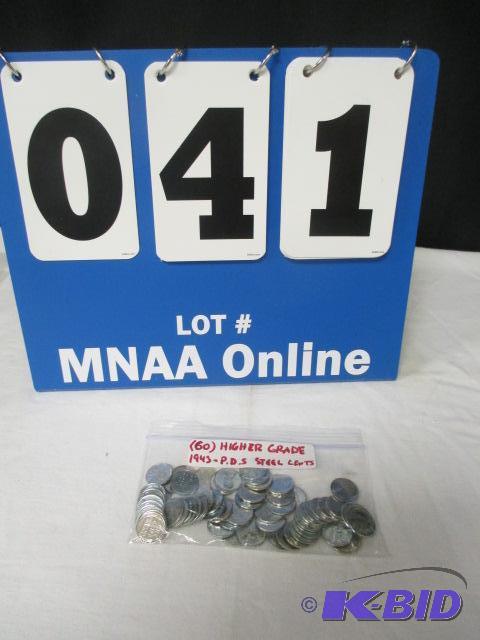 041
LOT #
MNAA Online
(60) HIGHER GRADE
1943-P.D.S STEEL CENTS
© K-BID